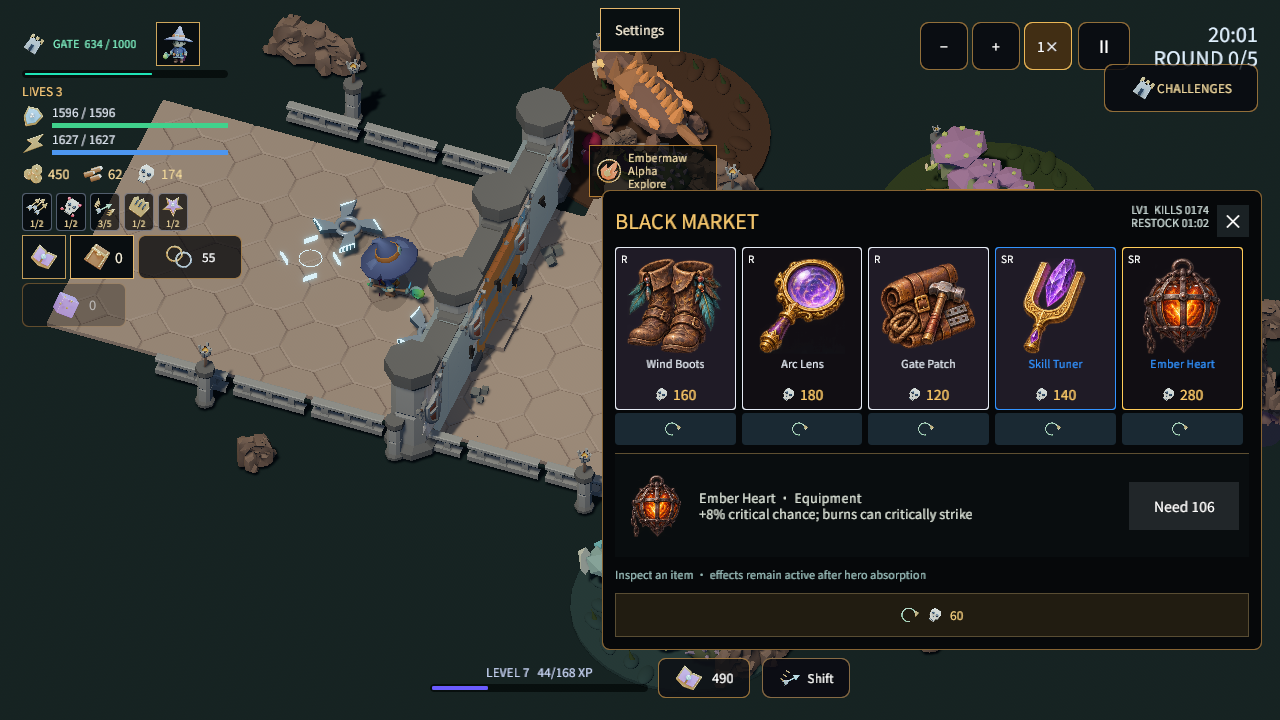 Settings
GATE 634 / 1000
LIVES 3
1596 / 1596
1627 / 1627
450 62 174
1/2 1/2 3/5 1/2 1/2
0 55
0
− + 1× II
20:01
ROUND 0/5
CHALLENGES
Embermaw
Alpha
Explore
BLACK MARKET
LV1 KILLS 0174
RESTOCK 01:02
R R R SR SR
Wind Boots Arc Lens Gate Patch Skill Tuner Ember Heart
160 180 120 140 280
Ember Heart • Equipment
+8% critical chance; burns can critically strike
Need 106
Inspect an item • effects remain active after hero absorption
60
LEVEL 7 44/168 XP
490 Shift